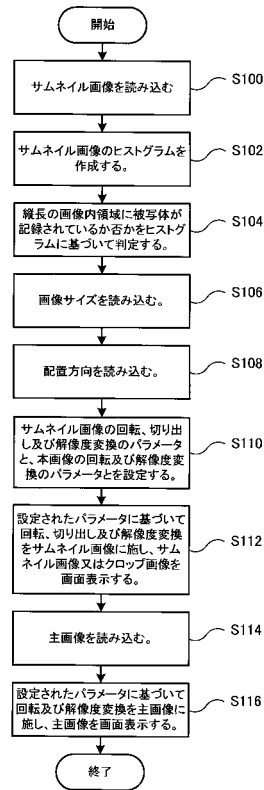 開始
サムネイル画像を読み込む
S100
サムネイル画像のヒストグラムを
作成する。
S102
縦長の画像内領域に被写体が
記録されているか否かをヒストグ
ラムに基づいて判定する。
S104
画像サイズを読み込む。
S106
配置方向を読み込む。
S108
サムネイル画像の回転、切り出
し及び解像度変換のパラメータ
と、本画像の回転及び解像度変
換のパラメータとを設定する。
S110
設定されたパラメータに基づいて
回転、切り出し及び解像度変換
をサムネイル画像に施し、サムネ
イル画像又はクロップ画像を
画面表示する。
S112
主画像を読み込む。
S114
設定されたパラメータに基づいて
回転及び解像度変換を主画像に
施し、主画像を画面表示する。
S116
終了